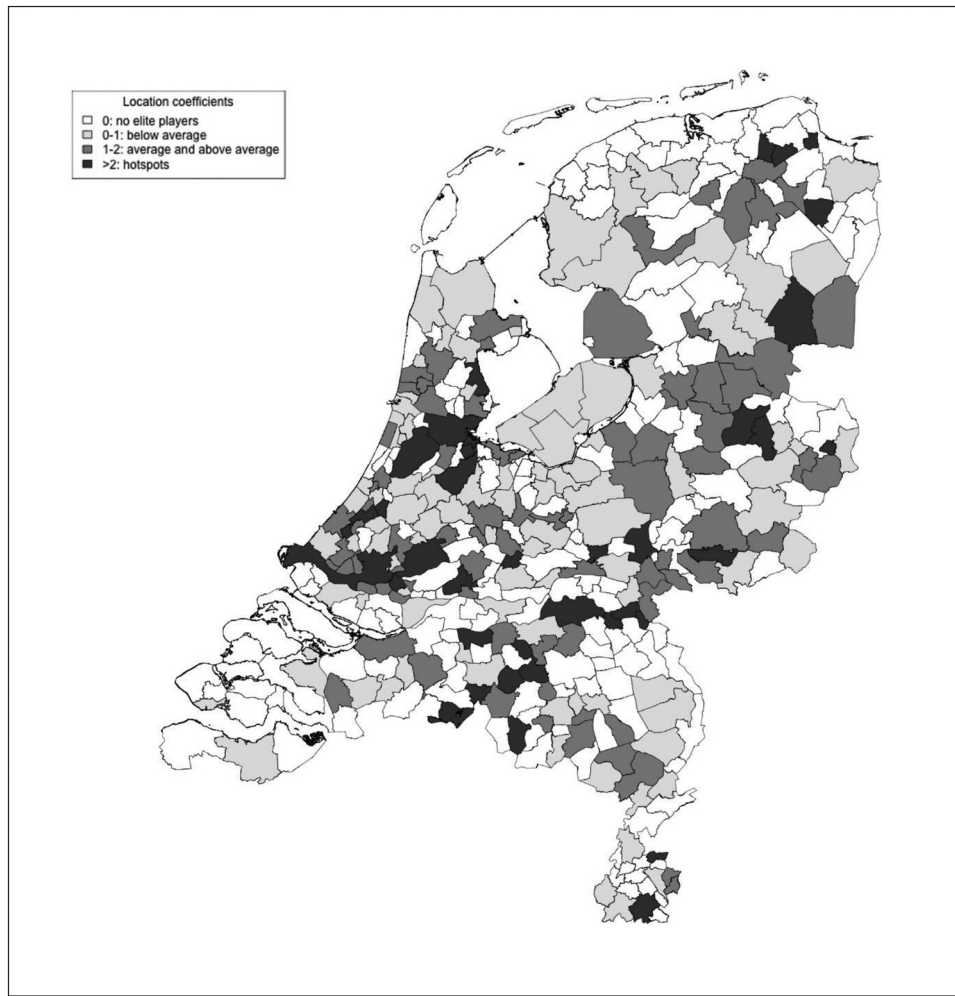 Location coefficients
0: no elite players
0-1: below average
1-2: average and above average
>2: hotspots